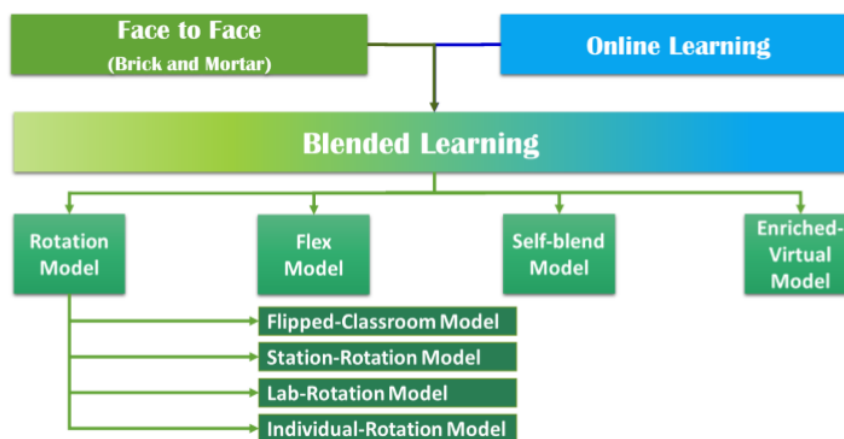 Face to Face
(Brick and Mortar)
Online Learning
Blended Learning
Rotation
Model
Flex
Model
Self-blend
Model
Enriched-
Virtual
Model
Flipped-Classroom Model
Station-Rotation Model
Lab-Rotation Model
Individual-Rotation Model